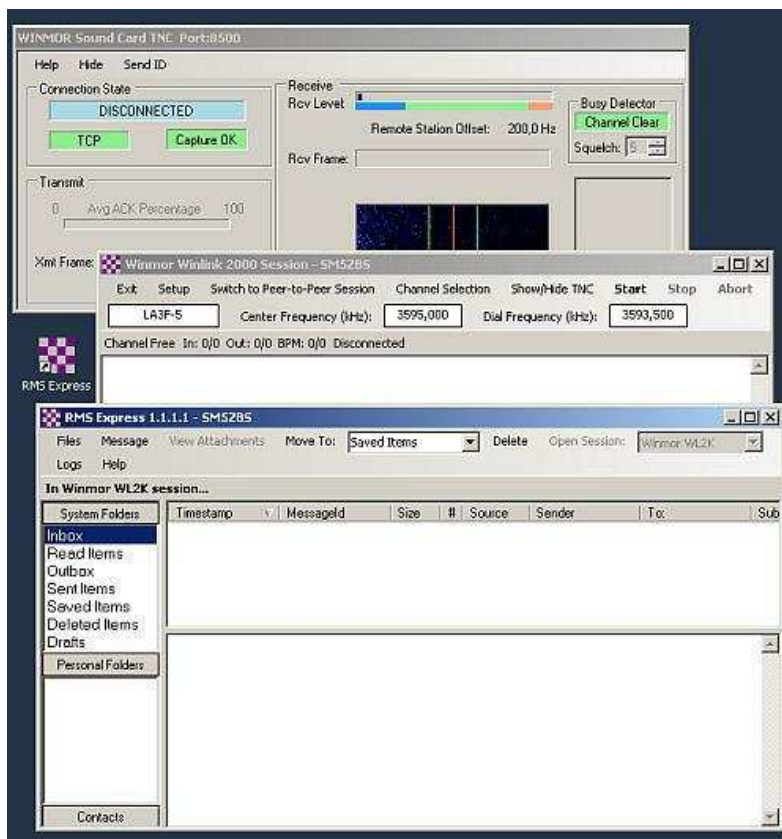 WINMOR Sound Card TNC Port:8500
Help Hide Send ID
Connection State
DISCONNECTED
TCP Capture OK
Receive
Rcv Level
Remote Station Offset: 200,0 Hz
Rcv Frame:
Busy Detector
Channel Clear
Squelch: 5
Transmit
0 Avg ACK Percentage 100
Xmt Frame:
Winmor Winlink 2000 Session - SM5ZBS
Exit Setup Switch to Peer-to-Peer Session Channel Selection Show/Hide TNC Start Stop Abort
LA3F-5 Center Frequency (kHz): 3595,000 Dial Frequency (kHz): 3593,500
Channel Free In: 0/0 Out: 0/0 BPM: 0/0 Disconnected
RMS Express
RMS Express 1.1.1.1 - SM5ZBS
Files Message View Attachments Move To: Saved Items Delete Open Session: Winmor WL2K
Logs Help
In Winmor WL2K session...
System Folders Timestamp MessageId Size # Source Sender To: Sub
Inbox
Read Items
Outbox
Sent Items
Saved Items
Deleted Items
Drafts
Personal Folders
Contacts